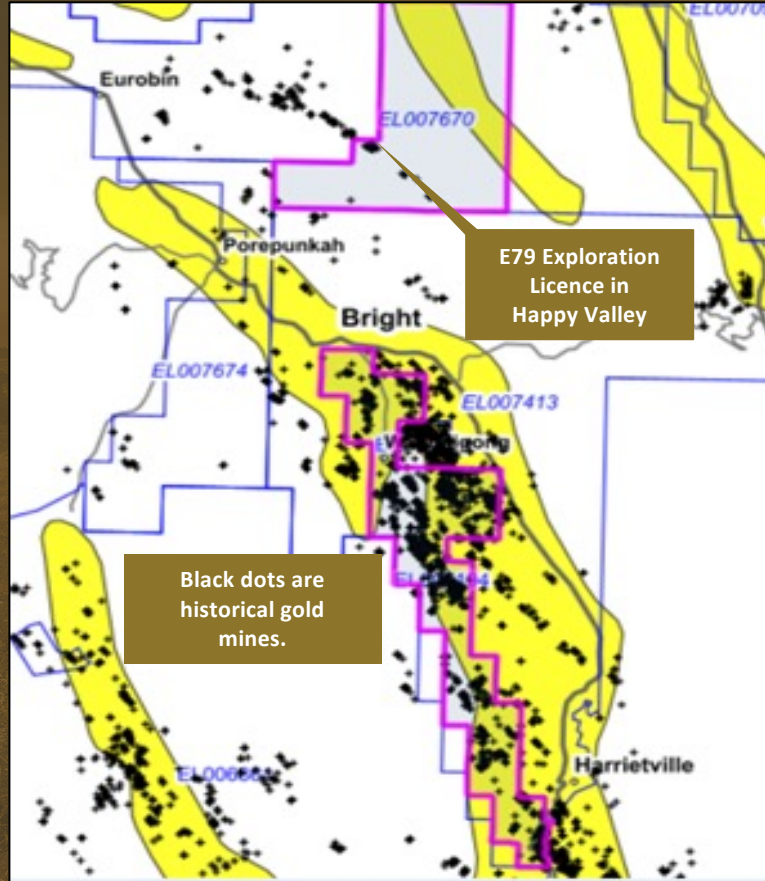 Eurobin
EL007670
E79 Exploration
Licence in
Happy Valley
Porepunkah
Bright
EL007674
EL007413
Black dots are
historical gold
mines.
Harrietville